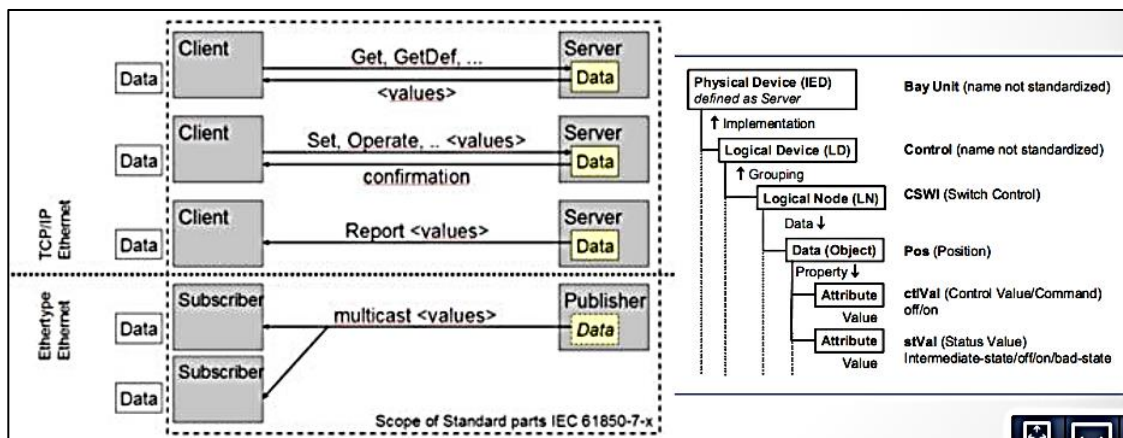 Client
Get, GetDef, ...
Server
Data
Data
<values>
Client
Set, Operate, .. <values>
Server
Data
Data
confirmation
TCP/IP
Ethernet
Client
Report <values>
Server
Data
Data
Ethertype
Ethernet
Subscriber
multicast <values>
Publisher
Data
Data
Subscriber
Data
Scope of Standard parts IEC 61850-7-x
Physical Device (IED)
defined as Server
Bay Unit (name not standardized)
↑ Implementation
Logical Device (LD)
Control (name not standardized)
↑ Grouping
Logical Node (LN)
CSWI (Switch Control)
Data ↓
Data (Object)
Pos (Position)
Property ↓
Attribute
ctlVal (Control Value/Command)
Value
off/on
Attribute
stVal (Status Value)
Value
Intermediate-state/off/on/bad-state